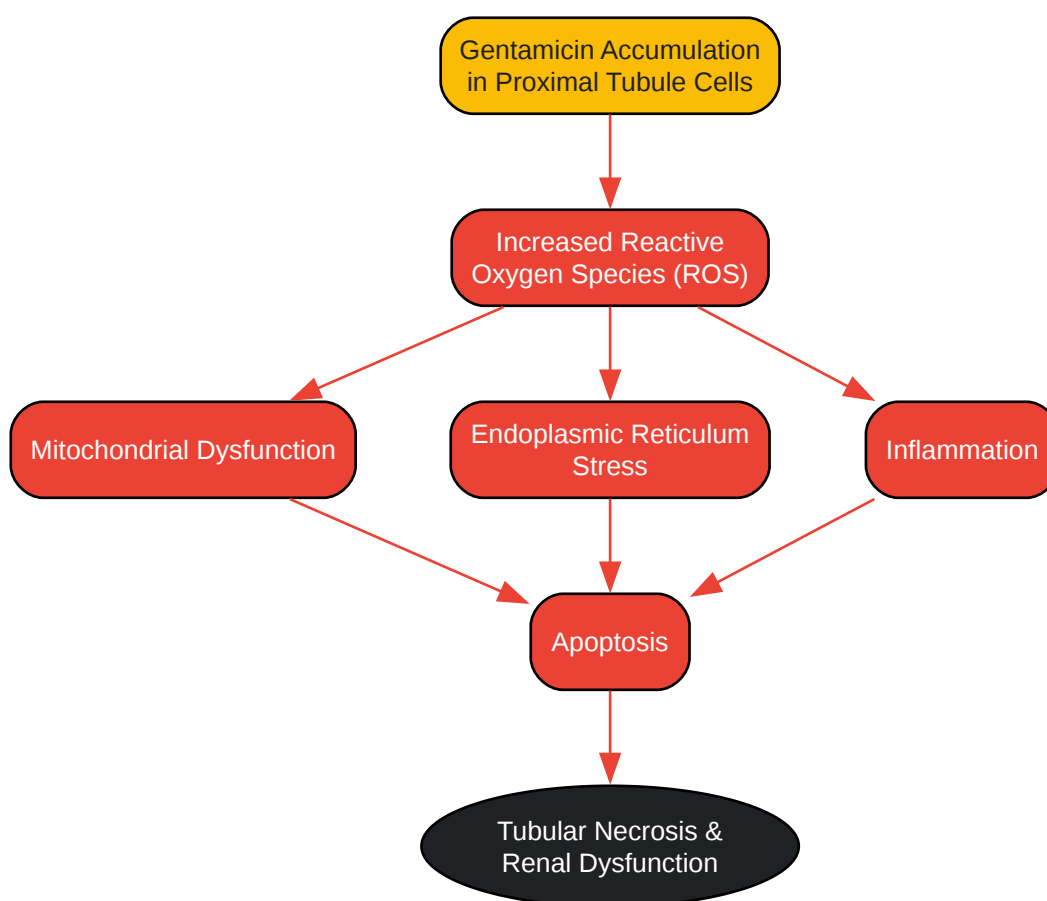 Gentamicin Accumulation
in Proximal Tubule Cells
Increased Reactive
Oxygen Species (ROS)
Mitochondrial Dysfunction
Endoplasmic Reticulum
Stress
Inflammation
Apoptosis
Tubular Necrosis &
Renal Dysfunction